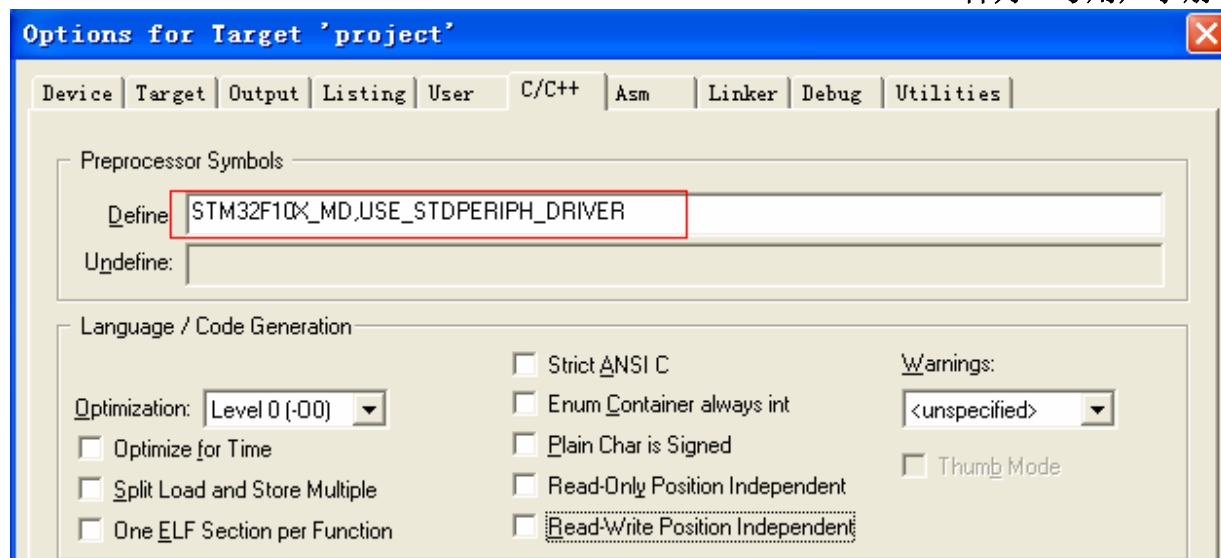 Options for Target 'project'
Device Target Output Listing User C/C++ Asm Linker Debug Utilities
Preprocessor Symbols
Define: STM32F10X_MD,USE_STDPERIPH_DRIVER
Undefine:
Language / Code Generation
Strict ANSI C Warnings:
Optimization: Level 0 (-O0) Enum Container always int <unspecified>
Optimize for Time Plain Char is Signed
Thumb Mode
Split Load and Store Multiple Read-Only Position Independent
One ELF Section per Function Read-Write Position Independent